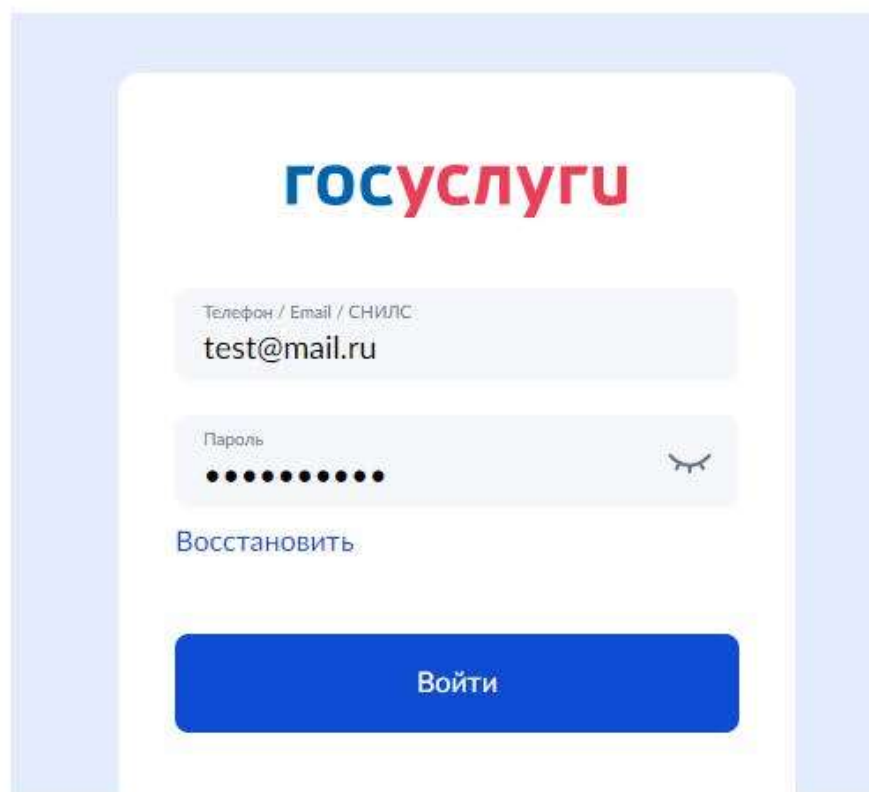 госуслуги
Телефон / Email / СНИЛС
test@mail.ru
Пароль
••••••••••
Восстановить
Войти